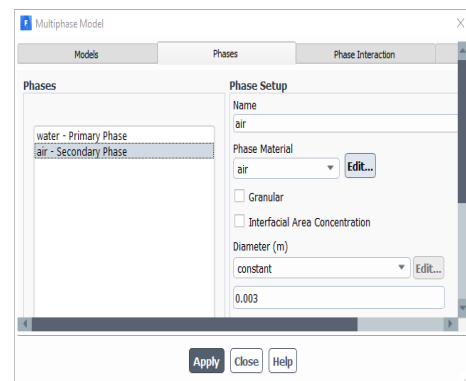 Multiphase Model
Models
Phases
Phase Interaction
Phases
water - Primary Phase
air - Secondary Phase
Phase Setup
Name
air
Phase Material
air
Edit...
Granular
Interfacial Area Concentration
Diameter (m)
constant
Edit...
0.003
Apply
Close
Help